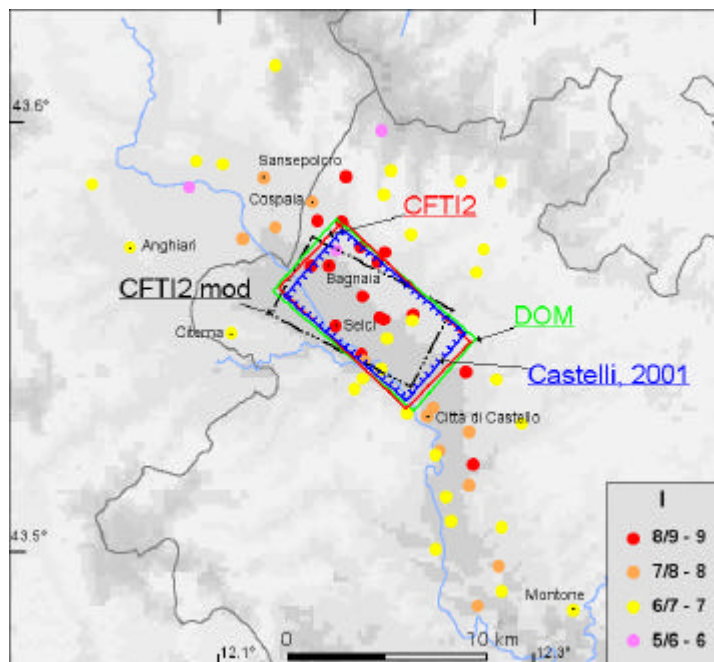 43.6°
Sansepolcro
Cospaia
CFTI2
Anghiari
Bagnaia
CFTI2 mod
DOM
Selci
Citerna
Castelli, 2001
Città di Castello
I
8/9 - 9
43.5°
7/8 - 8
6/7 - 7
Montone
5/6 - 6
0 10 km
12.1° 12.3°